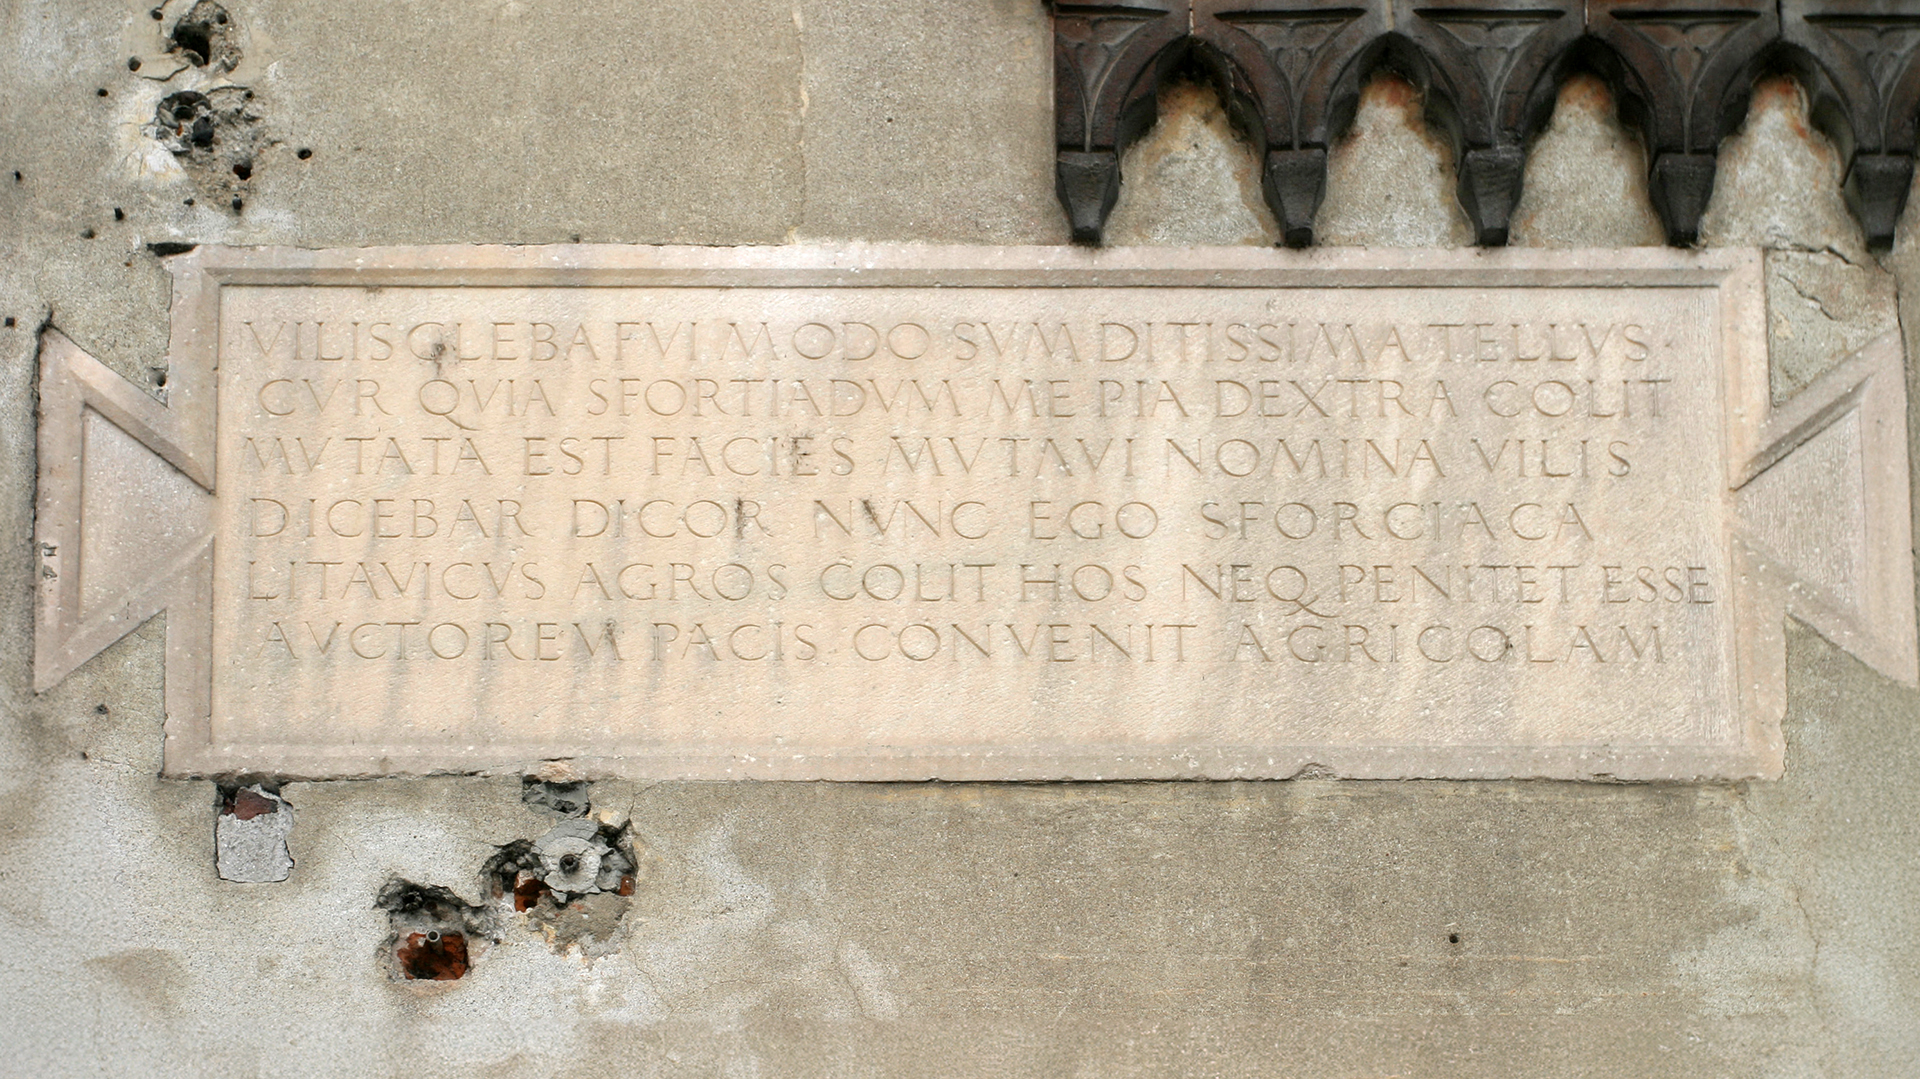 VILIS GLEBA FVI MODO SVM DITISSIMA TELLVS·
CVR QVIA SFORTIADVM ME PIA DEXTRA COLIT
MVTATA EST FACIES MVTAVI NOMINA VILIS
DICEBAR DICOR NVNC EGO SFORCIACA
LITAVICVS AGROS COLIT HOS NEQ PENITET ESSE
AVCTOREM PACIS CONVENIT AGRICOLAM